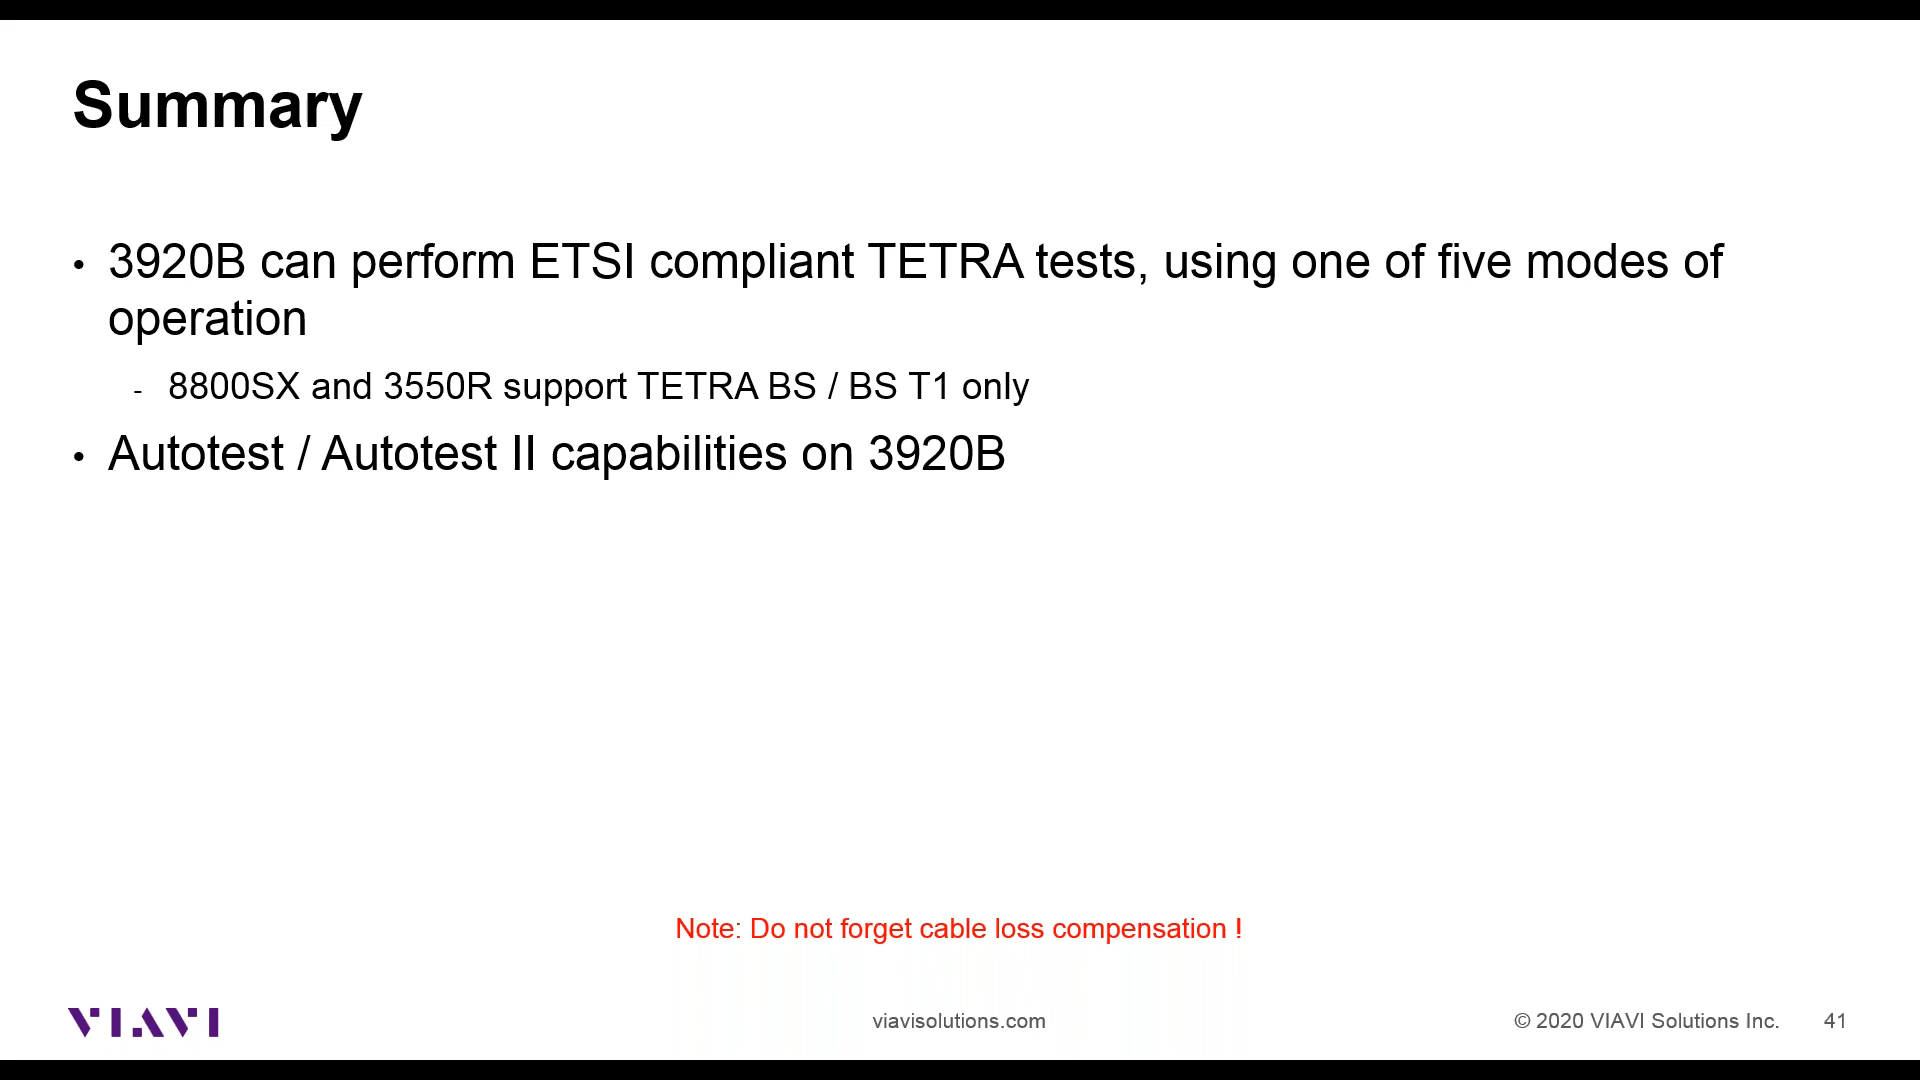 Summary
• 3920B can perform ETSI compliant TETRA tests, using one of five modes of
operation
- 8800SX and 3550R support TETRA BS / BS T1 only
• Autotest / Autotest II capabilities on 3920B
Note: Do not forget cable loss compensation !
VIAVI
viavisolutions.com
© 2020 VIAVI Solutions Inc.
41